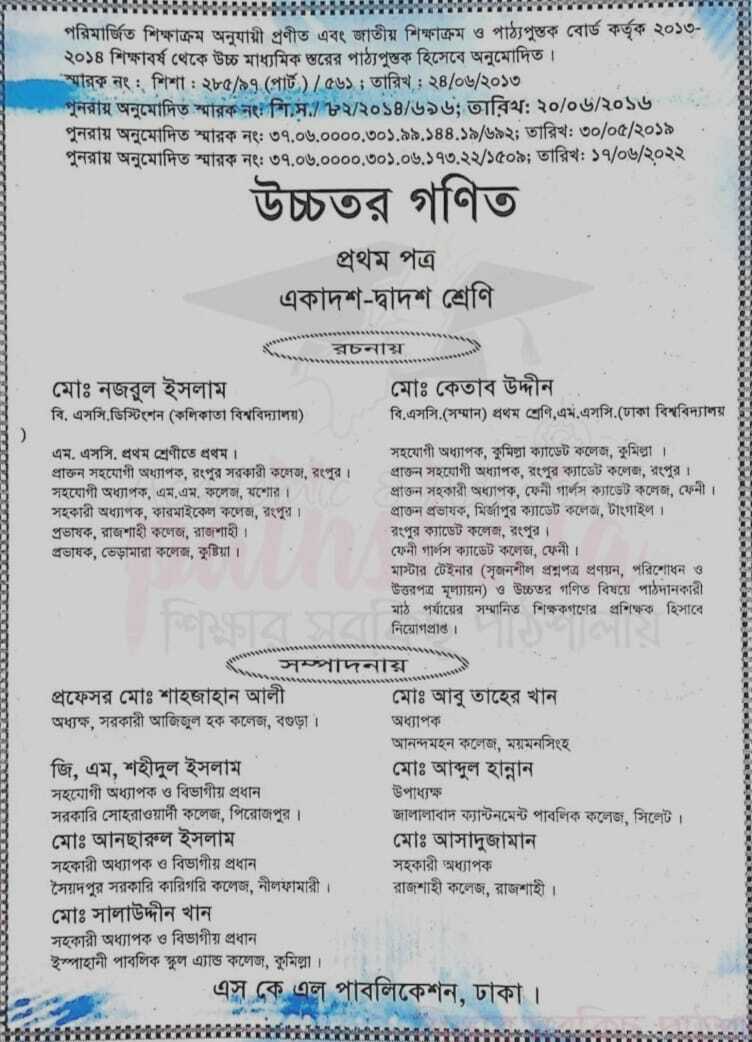 পরিমার্জিত শিক্ষাক্রম অনুযায়ী প্রণীত এবং জাতীয় শিক্ষাক্রম ও পাঠ্যপুস্তক বোর্ড কর্তৃক ২০১৩-
২০১৪ শিক্ষাবর্ষ থেকে উচ্চ মাধ্যমিক স্তরের পাঠ্যপুস্তক হিসেবে অনুমোদিত।
স্মারক নং : শিশা : ২৮৫/৯৭ (পার্ট) / ৫৬১ ; তারিখ : ২৪/০৬/২০১৩
পুনরায় অনুমোদিত স্মারক নং: শি.স./ ৮২/২০১৪/৬৯৬; তারিখ: ২০/০৬/২০১৬
পুনরায় অনুমোদিত স্মারক নং: ৩৭.০৬.০০০০.৩০১.৯৯.১৪৪.১৯/৬৯২; তারিখ: ৩০/০৫/২০১৯
পুনরায় অনুমোদিত স্মারক নং: ৩৭.০৬.০০০০.৩০১.০৬.১৭৩.২২/১৫০৯; তারিখ: ১৭/০৬/২০২২
উচ্চতর গণিত
প্রথম পত্র
একাদশ-দ্বাদশ শ্রেণি
রচনায়
মোঃ নজরুল ইসলাম
বি. এসসি.ডিস্টিংশন (কলিকাতা বিশ্ববিদ্যালয়)
)
এম. এসসি. প্রথম শ্রেণীতে প্রথম।
প্রাক্তন সহযোগী অধ্যাপক, রংপুর সরকারী কলেজ, রংপুর।
সহযোগী অধ্যাপক, এম.এম. কলেজ, যশোর।
সহকারী অধ্যাপক, কারমাইকেল কলেজ, রংপুর।
প্রভাষক, রাজশাহী কলেজ, রাজশাহী।
প্রভাষক, ভেড়ামারা কলেজ, কুষ্টিয়া।
মোঃ কেতাব উদ্দীন
বি.এসসি.(সম্মান) প্রথম শ্রেণি,এম.এসসি.(ঢাকা বিশ্ববিদ্যালয়
সহযোগী অধ্যাপক, কুমিল্লা ক্যাডেট কলেজ, কুমিল্লা ।
প্রাক্তন সহযোগী অধ্যাপক, রংপুর ক্যাডেট কলেজ, রংপুর।
প্রাক্তন সহকারী অধ্যাপক, ফেনী গার্লস ক্যাডেট কলেজ, ফেনী।
প্রাক্তন প্রভাষক, মির্জাপুর ক্যাডেট কলেজ, টাংগাইল।
রংপুর ক্যাডেট কলেজ, রংপুর।
ফেনী গার্লস ক্যাডেট কলেজ, ফেনী।
মাস্টার টেইনার (সৃজনশীল প্রশ্নপত্র প্রণয়ন, পরিশোধন ও
উত্তরপত্র মূল্যায়ন) ও উচ্চতর গণিত বিষয়ে পাঠদানকারী
মাঠ পর্যায়ের সম্মানিত শিক্ষকগণের প্রশিক্ষক হিসাবে
নিয়োগপ্রাপ্ত।
সম্পাদনায়
প্রফেসর মোঃ শাহজাহান আলী
অধ্যক্ষ, সরকারী আজিজুল হক কলেজ, বগুড়া।
জি, এম, শহীদুল ইসলাম
সহযোগী অধ্যাপক ও বিভাগীয় প্রধান
সরকারি সোহরাওয়ার্দী কলেজ, পিরোজপুর।
মোঃ আনছারুল ইসলাম
সহকারী অধ্যাপক ও বিভাগীয় প্রধান
সৈয়দপুর সরকারি কারিগরি কলেজ, নীলফামারী।
মোঃ সালাউদ্দীন খান
সহকারী অধ্যাপক ও বিভাগীয় প্রধান
ইস্পাহানী পাবলিক স্কুল এ্যান্ড কলেজ, কুমিল্লা।
মোঃ আবু তাহের খান
অধ্যাপক
আনন্দমহন কলেজ, ময়মনসিংহ
মোঃ আব্দুল হান্নান
উপাধ্যক্ষ
জালালাবাদ ক্যান্টনমেন্ট পাবলিক কলেজ, সিলেট।
মোঃ আসাদুজামান
সহকারী অধ্যাপক
রাজশাহী কলেজ, রাজশাহী।
এস কে এল পাবলিকেশন, ঢাকা।
শিক্ষার সবকিছু পাঠশালায়